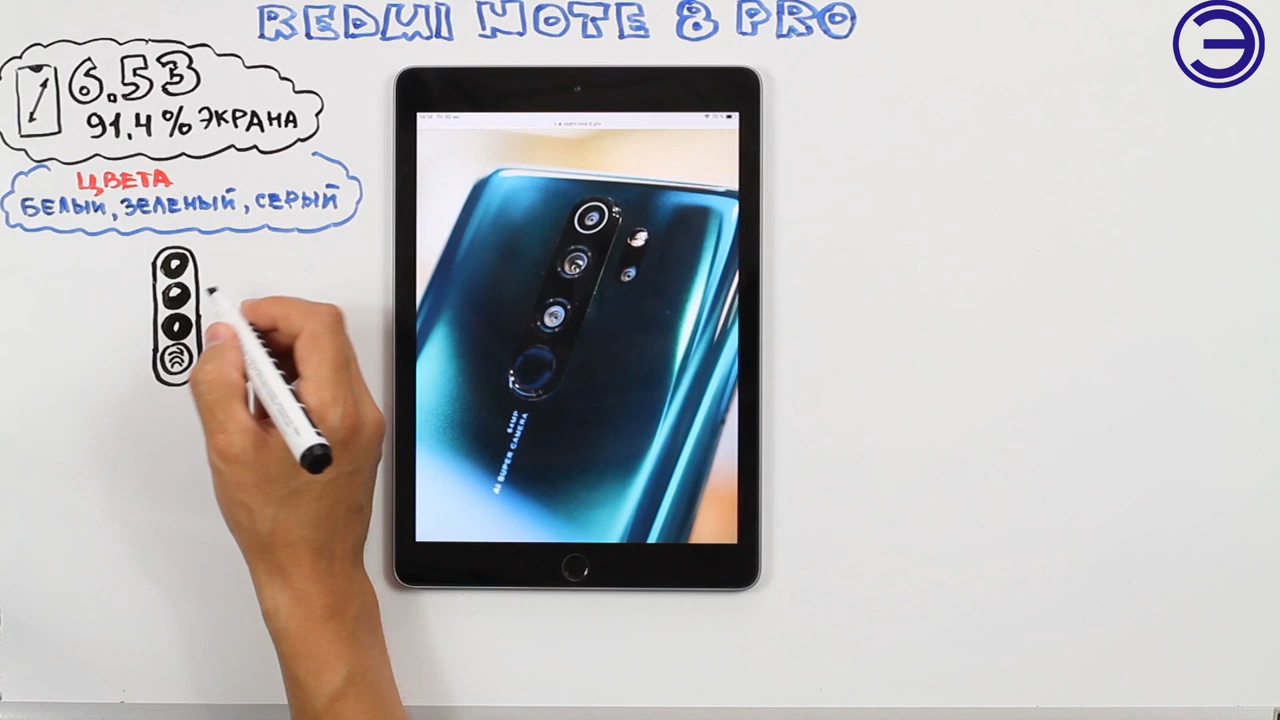 REDMI NOTE 8 PRO
6.53
91.4% ЭКРАНА
ЦВЕТА
БЕЛЫЙ, ЗЕЛЕНЫЙ, СЕРЫЙ
64MP
AI SUPER CAMERA
Э